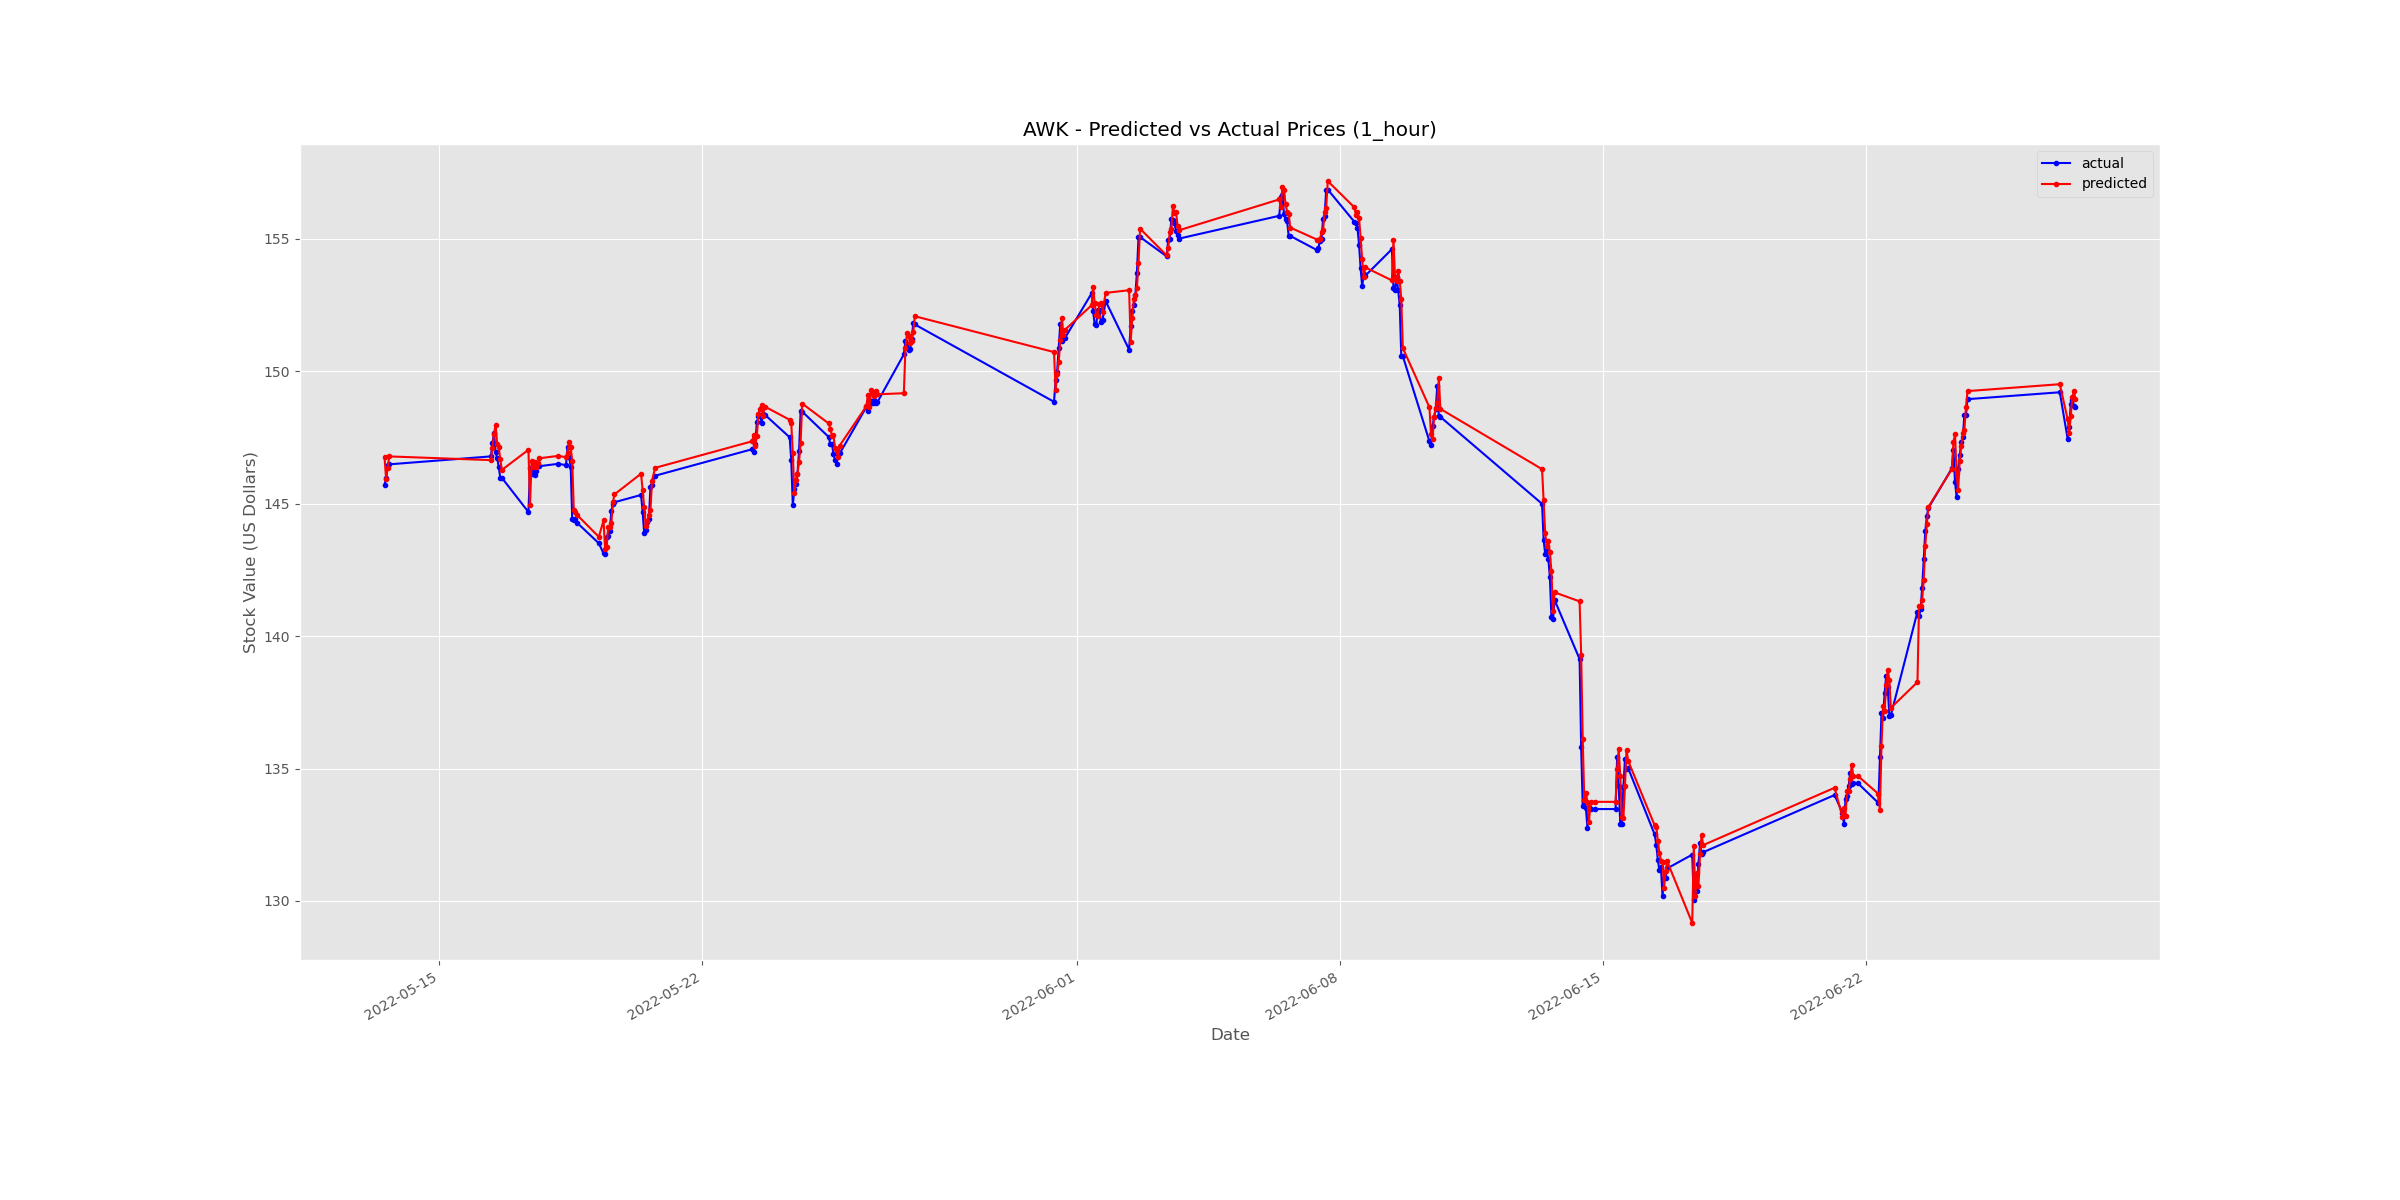 AWK - Predicted vs Actual Prices (1_hour)
actual
predicted
Stock Value (US Dollars)
155
150
145
140
135
130
2022-05-15
2022-05-22
2022-06-01
2022-06-08
2022-06-15
2022-06-22
Date